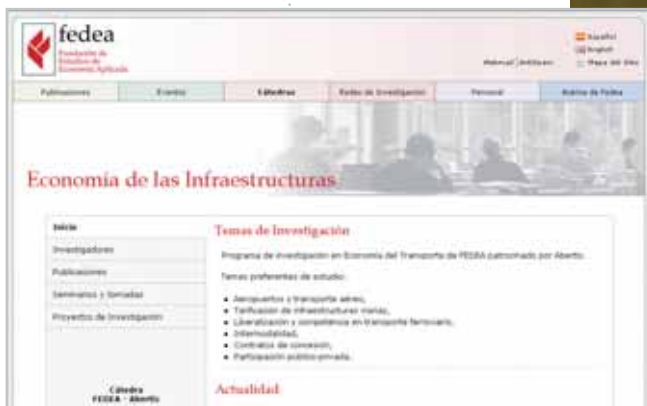 fedea
Fundación de
Estudios de
Economía Aplicada
Español
English
Webmail
Mapa del Sitio
Publicaciones Eventos Cátedras Redes de Investigación Personal Acerca de Fedea
Economía de las Infraestructuras
Inicio
Investigadores
Publicaciones
Seminarios y Jornadas
Proyectos de Investigación
Cátedra
FEDEA - Abertis
Temas de Investigación
Programa de investigación en Economía del Transporte de FEDEA patrocinado por Abertis.
Temas preferentes de estudio:
Aeropuertos y transporte aéreo,
Tarificación de infraestructuras viarias,
Liberalización y competencia en transporte ferroviario,
Intermodalidad,
Contratos de concesión,
Participación público-privada.
Actualidad: